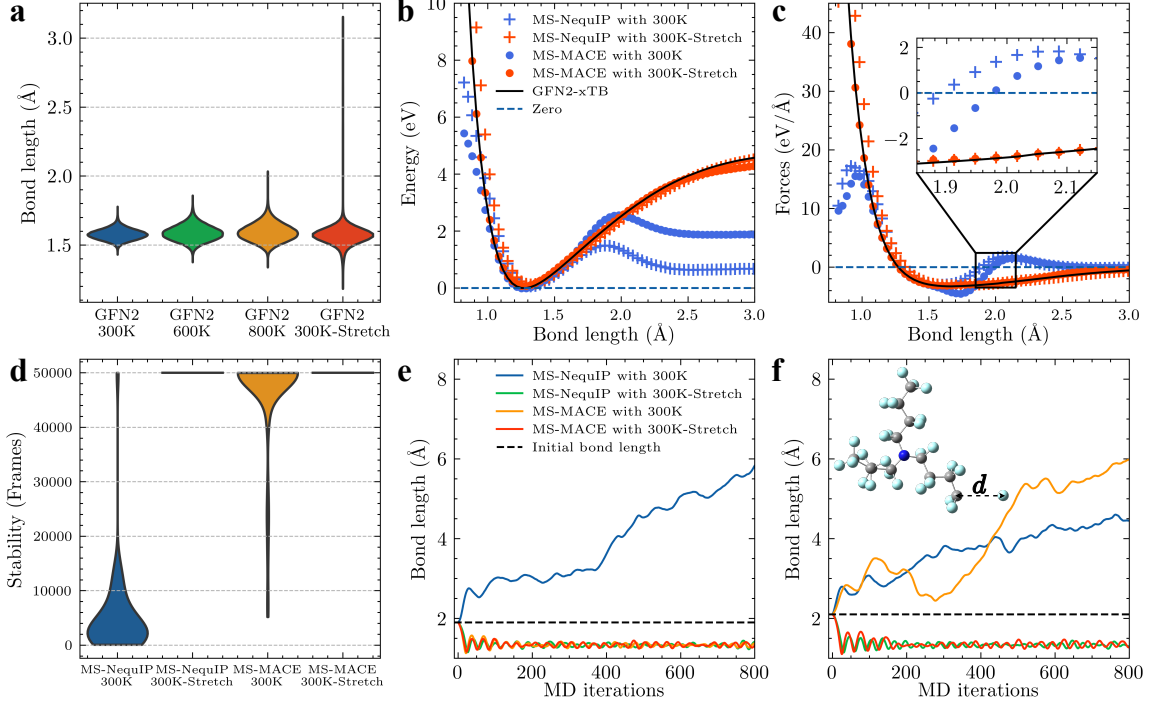 a
Bond length (Å)
3.0
2.5
2.0
1.5
GFN2 300K
GFN2 600K
GFN2 800K
GFN2 300K-Stretch
b
Energy (eV)
10
8
6
4
2
0
MS-NequIP with 300K
MS-NequIP with 300K-Stretch
MS-MACE with 300K
MS-MACE with 300K-Stretch
GFN2-xTB
Zero
1.0 1.5 2.0 2.5 3.0
Bond length (Å)
c
Forces (eV/Å)
40
30
20
10
0
2
0
−2
1.9 2.0 2.1
1.0 1.5 2.0 2.5 3.0
Bond length (Å)
d
Stability (Frames)
50000
40000
30000
20000
10000
0
MS-NequIP 300K
MS-NequIP 300K-Stretch
MS-MACE 300K
MS-MACE 300K-Stretch
e
Bond length (Å)
8
6
4
2
MS-NequIP with 300K
MS-NequIP with 300K-Stretch
MS-MACE with 300K
MS-MACE with 300K-Stretch
Initial bond length
0 200 400 600 800
MD iterations
f
Bond length (Å)
8
6
4
2
d
0 200 400 600 800
MD iterations